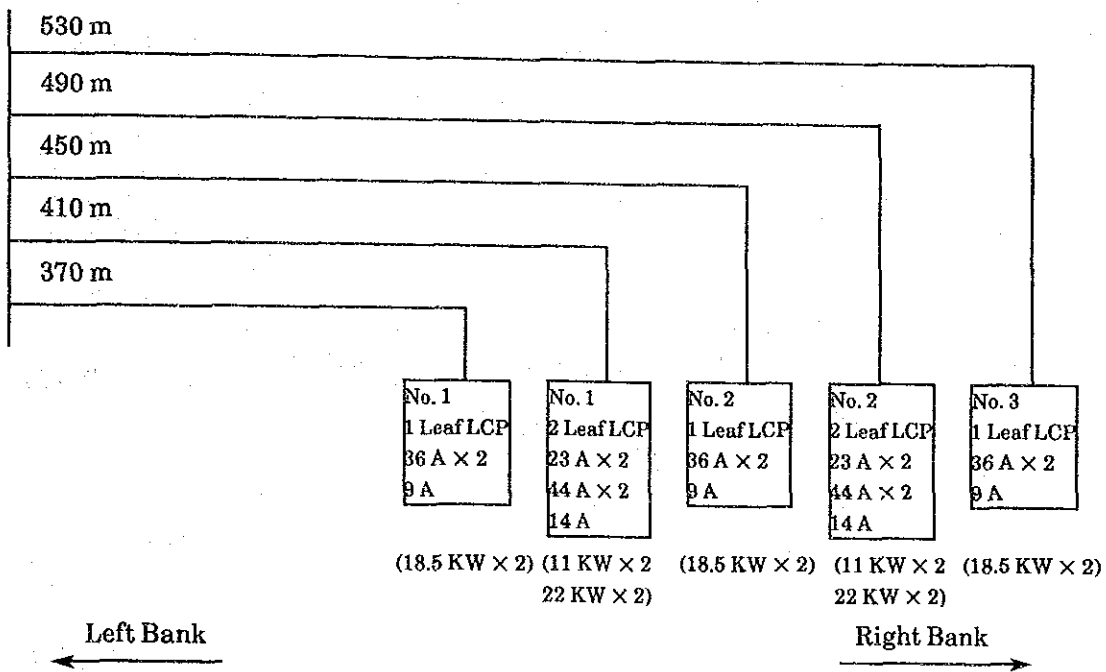 530 m
490 m
450 m
410 m
370 m
No. 1
1 Leaf LCP
36 A × 2
9 A
(18.5 KW × 2)
No. 1
2 Leaf LCP
23 A × 2
44 A × 2
14 A
(11 KW × 2
22 KW × 2)
No. 2
1 Leaf LCP
36 A × 2
9 A
(18.5 KW × 2)
No. 2
2 Leaf LCP
23 A × 2
44 A × 2
14 A
(11 KW × 2
22 KW × 2)
No. 3
1 Leaf LCP
36 A × 2
9 A
(18.5 KW × 2)
Left Bank
Right Bank